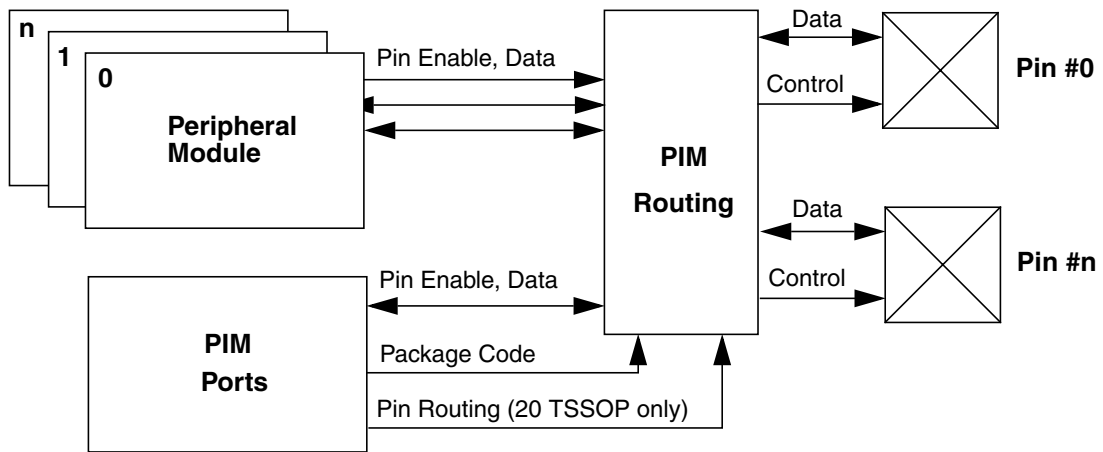 n
1
0
Peripheral
Module
Pin Enable, Data
PIM
Routing
Data
Control
Pin #0
Data
Control
Pin #n
PIM
Ports
Pin Enable, Data
Package Code
Pin Routing (20 TSSOP only)